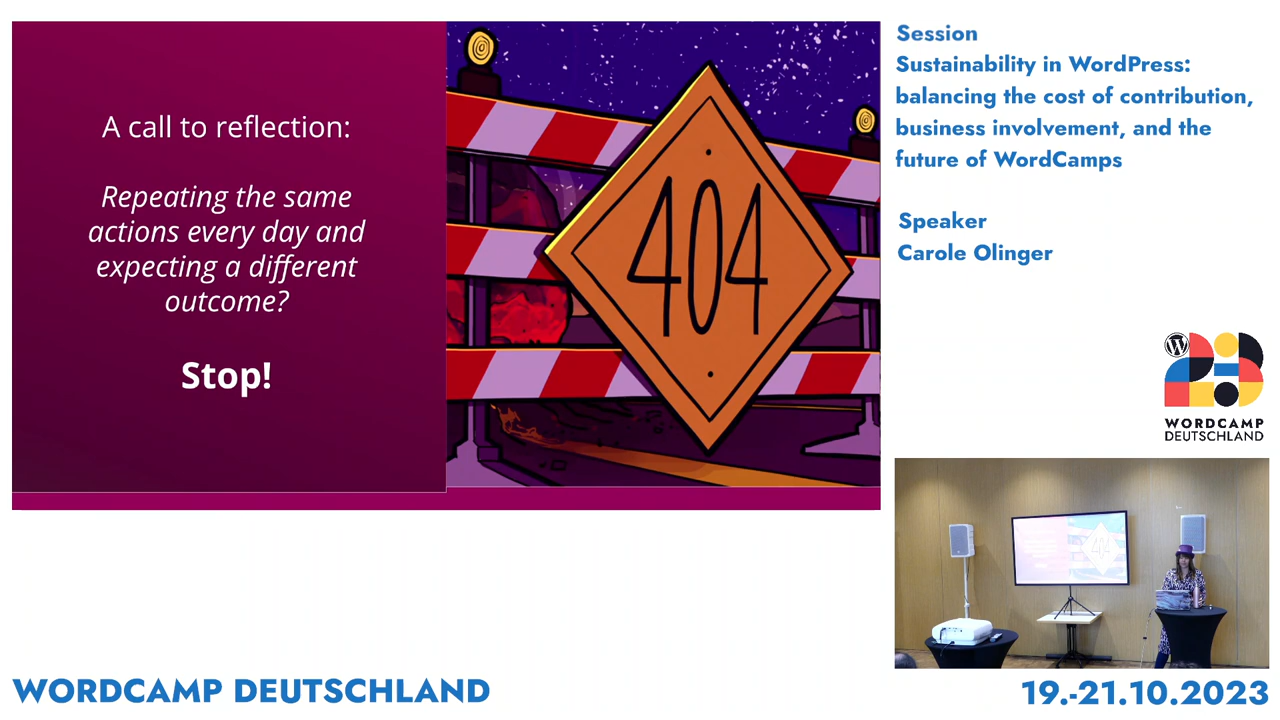 A call to reflection:
Repeating the same
actions every day and
expecting a different
outcome?
Stop!
404
Session
Sustainability in WordPress:
balancing the cost of contribution,
business involvement, and the
future of WordCamps
Speaker
Carole Olinger
W
WORDCAMP
DEUTSCHLAND
404
WORDCAMP DEUTSCHLAND
19.-21.10.2023